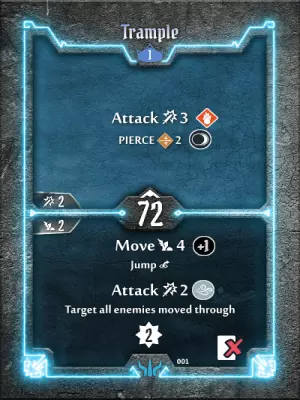 Trample
1
Attack 3
PIERCE 2
2
72
2
Move 4 +1
Jump
Attack 2
Target all enemies moved through
2
001